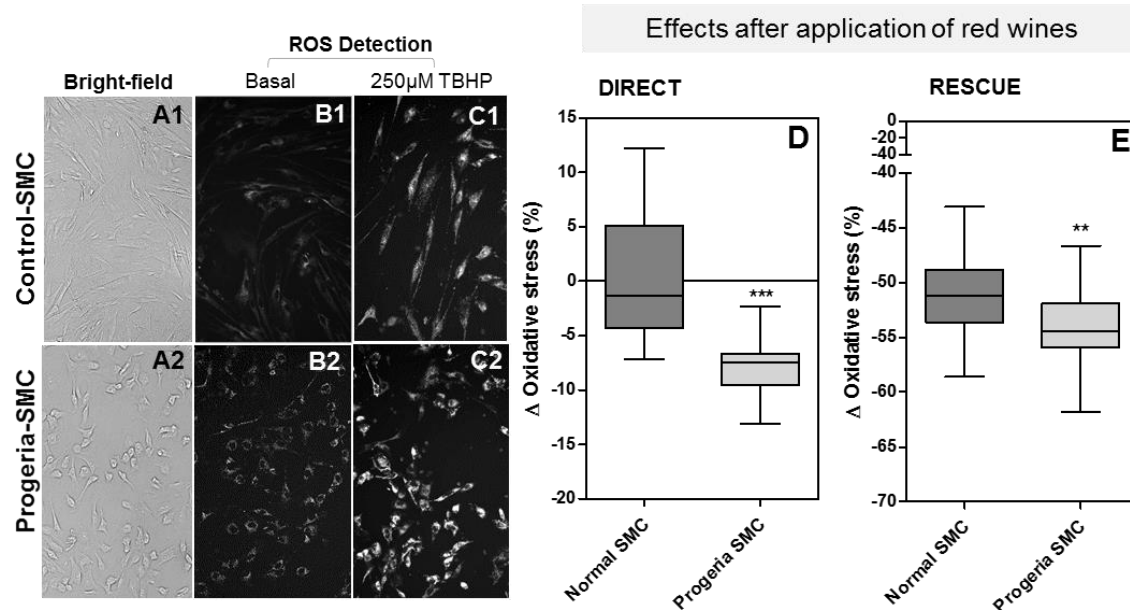 Effects after application of red wines
ROS Detection
Bright-field
Basal
250µM TBHP
Control-SMC
A1
B1
C1
Progeria-SMC
A2
B2
C2
DIRECT
D
Δ Oxidative stress (%)
15
10
5
0
-5
-10
-15
-20
***
Normal SMC
Progeria SMC
RESCUE
E
Δ Oxidative stress (%)
0
-20
-40
-40
-45
-50
-55
-60
-65
-70
**
Normal SMC
Progeria SMC